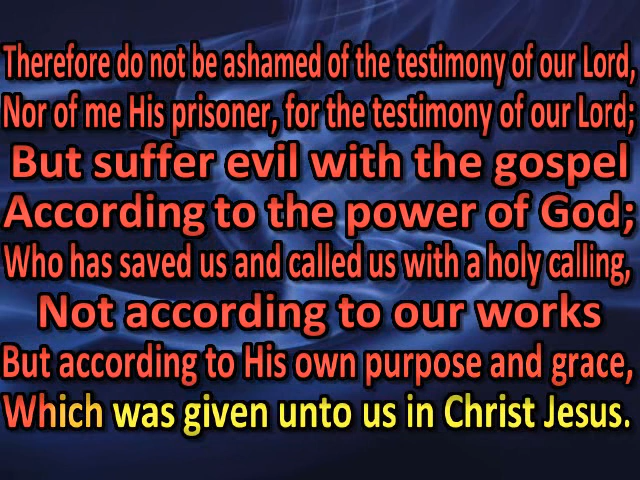 Therefore do not be ashamed of the testimony of our Lord,
Nor of me His prisoner, for the testimony of our Lord;
But suffer evil with the gospel
According to the power of God;
Who has saved us and called us with a holy calling,
Not according to our works
But according to His own purpose and grace,
Which was given unto us in Christ Jesus.